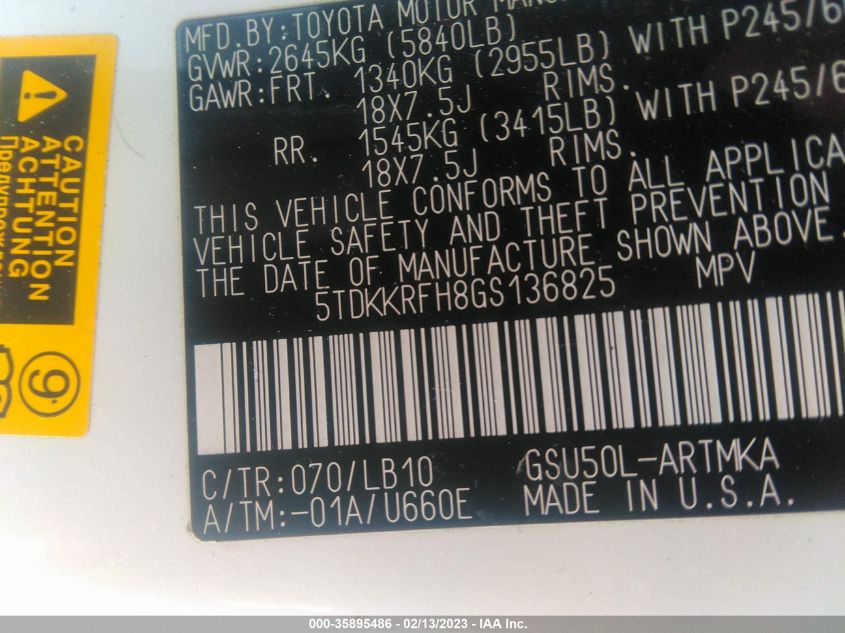 MFD. BY: TOYOTA MOTOR
GVWR: 2645KG (5840LB)
GAWR: FRT. 1340KG (2955LB) WITH P245/6
18X7.5J RIMS.
RR. 1545KG (3415LB) WITH P245/6
18X7.5J RIMS.
THIS VEHICLE CONFORMS TO ALL
VEHICLE SAFETY AND THEFT PREVENTION
THE DATE OF MANUFACTURE SHOWN ABOVE.
5TDKKRFH8GS136825 MPV
C/TR:070/LB10 GSU50L-ARTMKA
A/TM:-01A/U660E MADE IN U.S.A.
CAUTION
ATTENTION
ACHTUNG
9
000-35895486 - 02/13/2023 - IAA Inc.